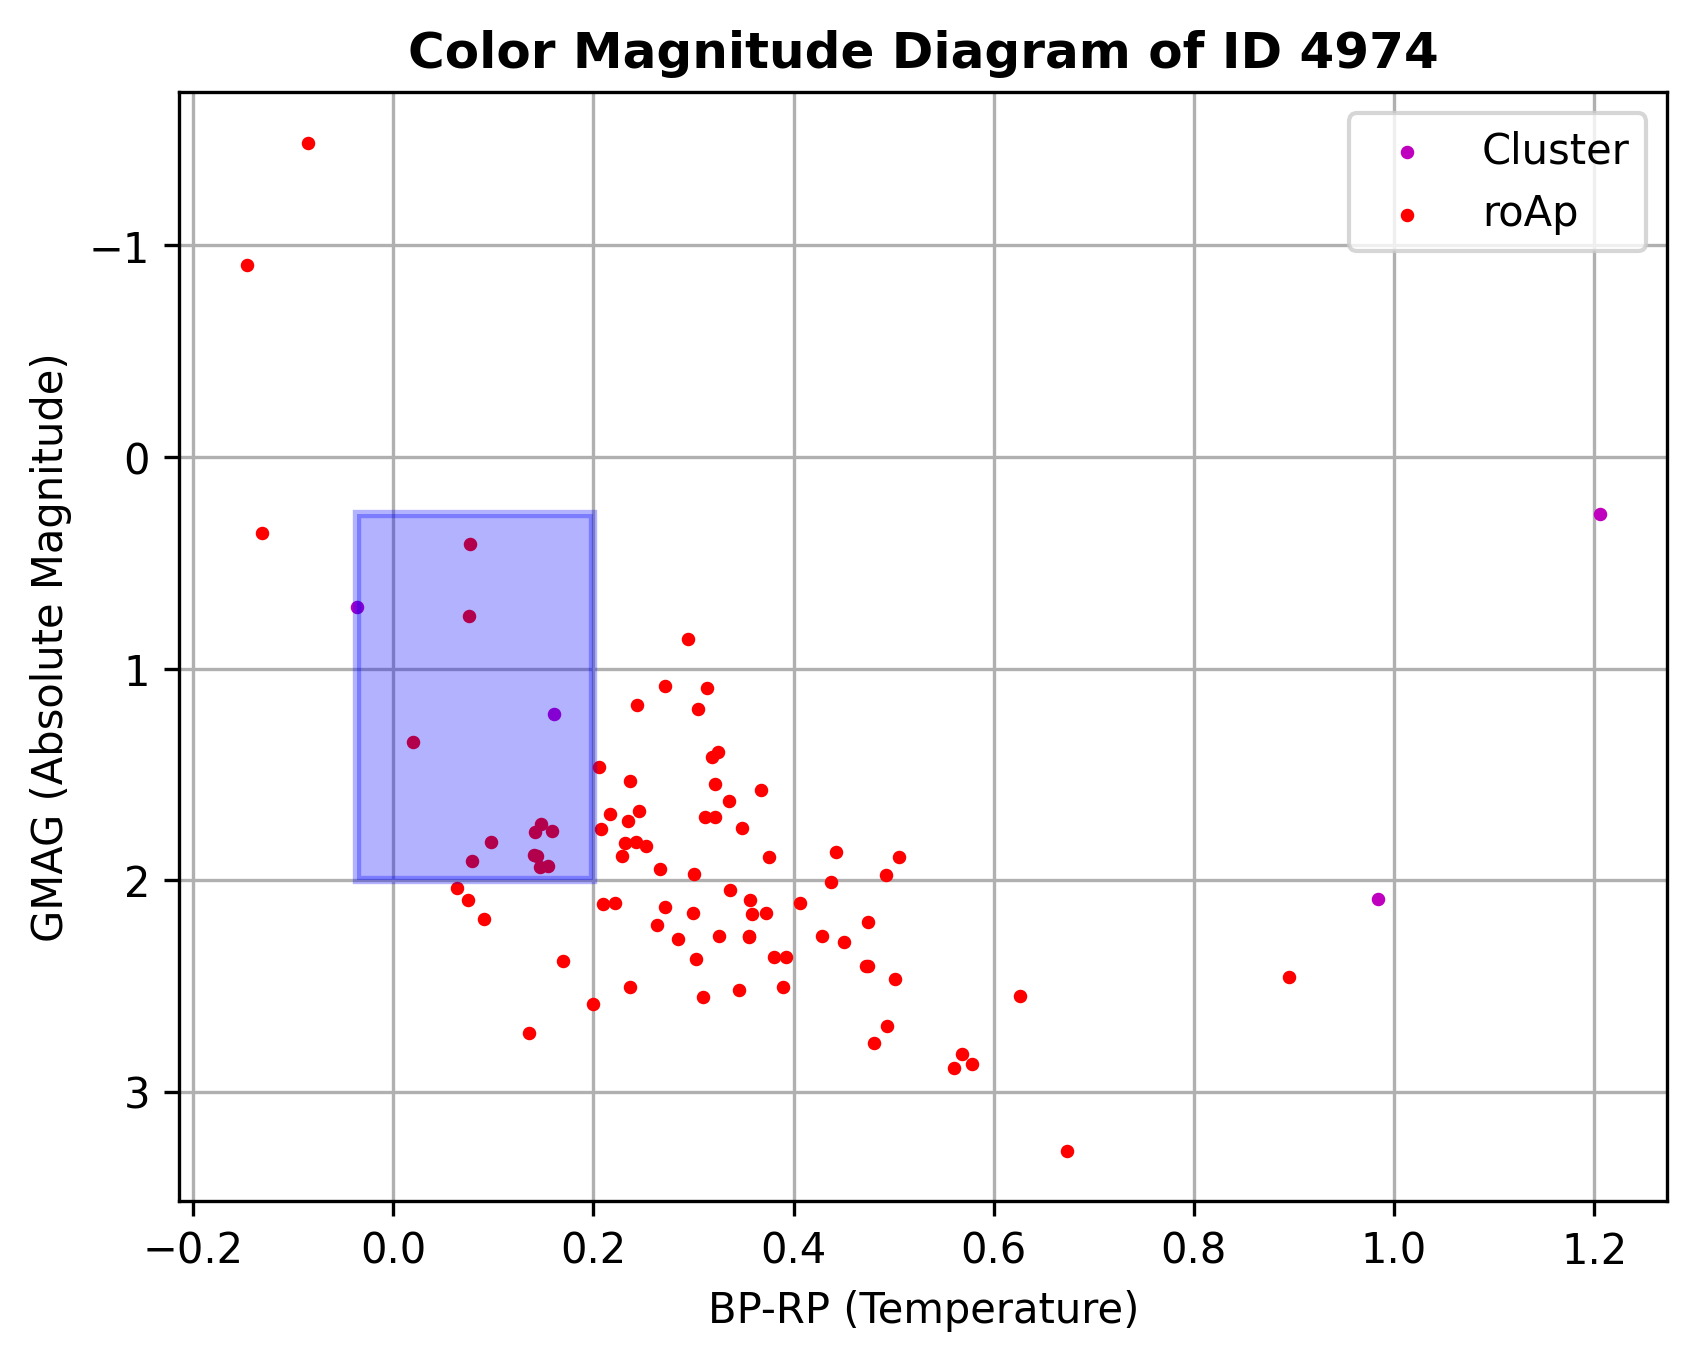 Color Magnitude Diagram of ID 4974
Cluster
roAp
−1
0
1
2
3
GMAG (Absolute Magnitude)
−0.2 0.0 0.2 0.4 0.6 0.8 1.0 1.2
BP-RP (Temperature)